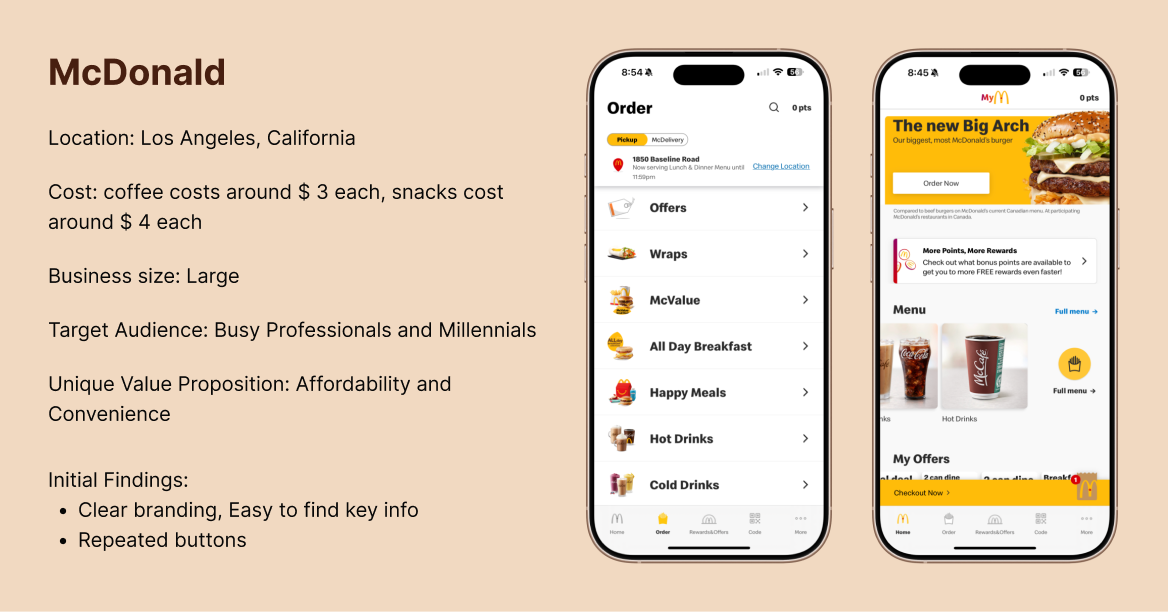 McDonald
Location: Los Angeles, California
Cost: coffee costs around $ 3 each, snacks cost
around $ 4 each
Business size: Large
Target Audience: Busy Professionals and Millennials
Unique Value Proposition: Affordability and
Convenience
Initial Findings:
• Clear branding, Easy to find key info
• Repeated buttons
8:54
56
Order
0 pts
Pickup
McDelivery
1850 Baseline Road
Now serving Lunch & Dinner Menu until
11:59pm
Change Location
Offers
Wraps
McValue
All Day Breakfast
Happy Meals
Hot Drinks
Cold Drinks
Home
Order
Rewards&Offers
Code
More
8:45
My
0 pts
The new Big Arch
Our biggest, most McDonald's burger
Order Now
Compared to beef burgers on McDonald's current Canadian menu. At participating
McDonald's restaurants in Canada.
More Points, More Rewards
Check out what bonus points are available to
get you to more FREE rewards even faster!
Menu
Full menu →
Coca-Cola
McCafé
Full menu →
nks
Hot Drinks
My Offers
2 can dine
2 can dine
Breakf
1
Checkout Now >
Home
Order
Rewards&Offers
Code
More